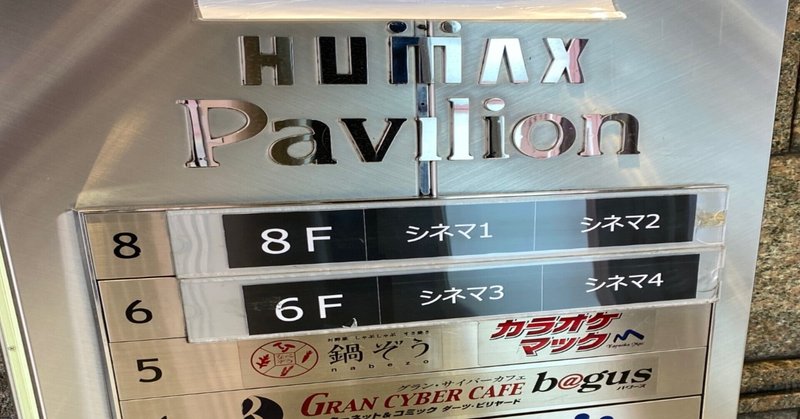 HUMAX
Pavilion
8 8F シネマ1 シネマ2
6 6F シネマ3 シネマ4
5 鍋ぞう nabezo カラオケ
マック
グラン・サイバーカフェ
GRAN CYBER CAFE b@gus
バグース
ーネット&コミック ダーツ・ビリヤード